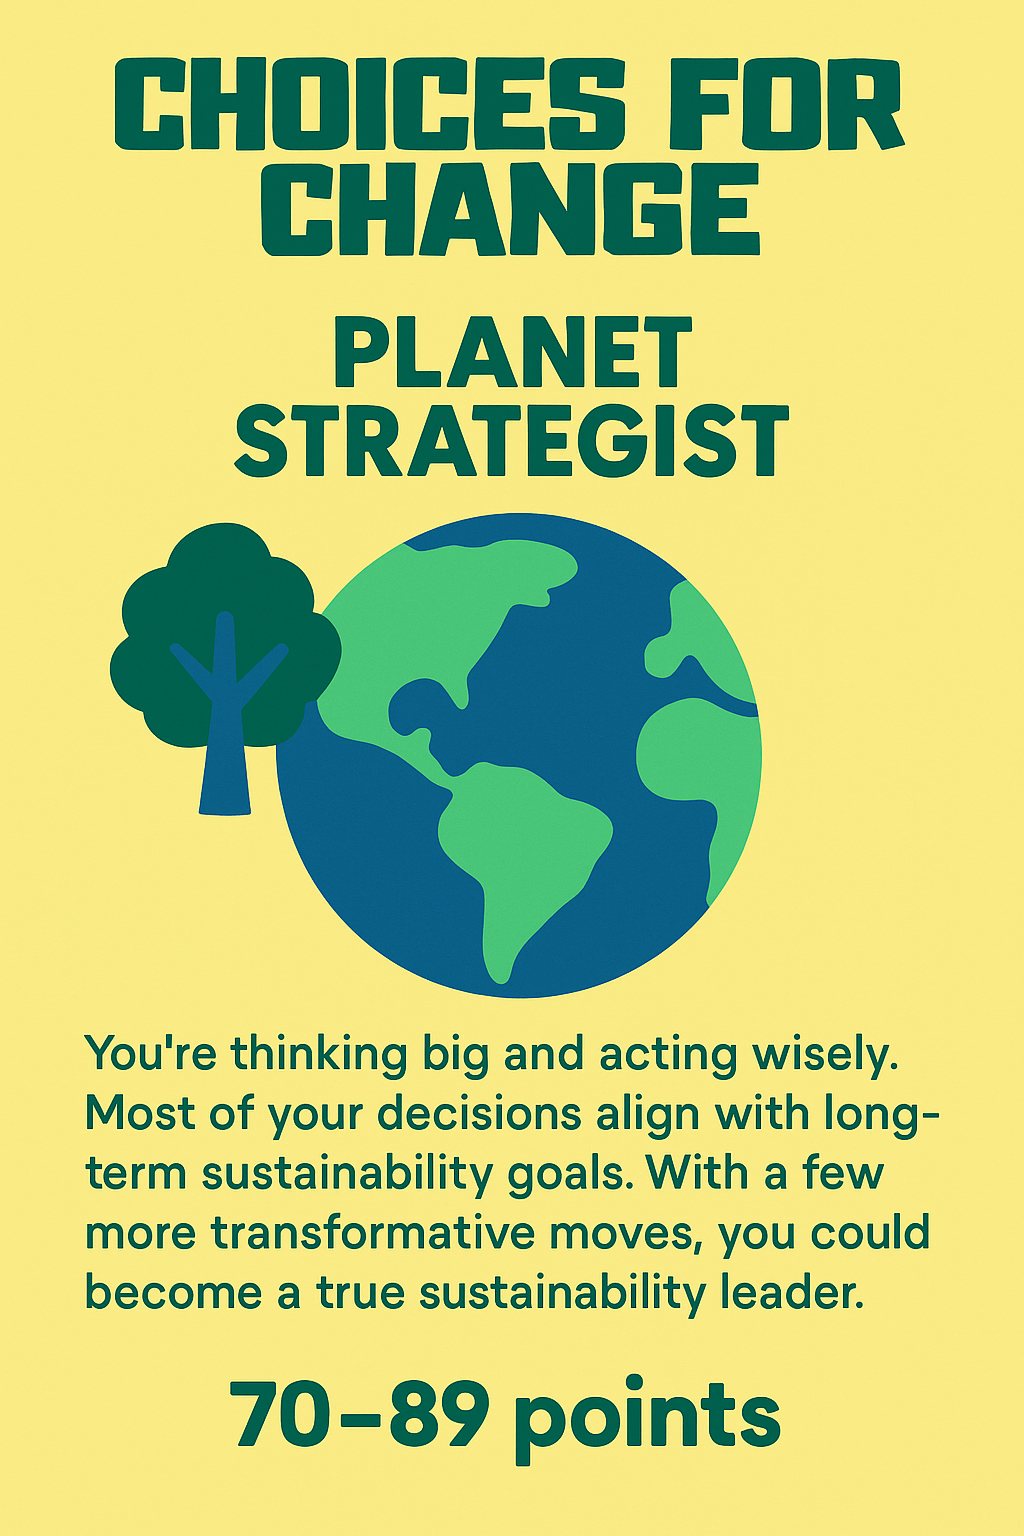 CHOICES FOR
CHANGE
PLANET
STRATEGIST
You're thinking big and acting wisely.
Most of your decisions align with long-
term sustainability goals. With a few
more transformative moves, you could
become a true sustainability leader.
70–89 points